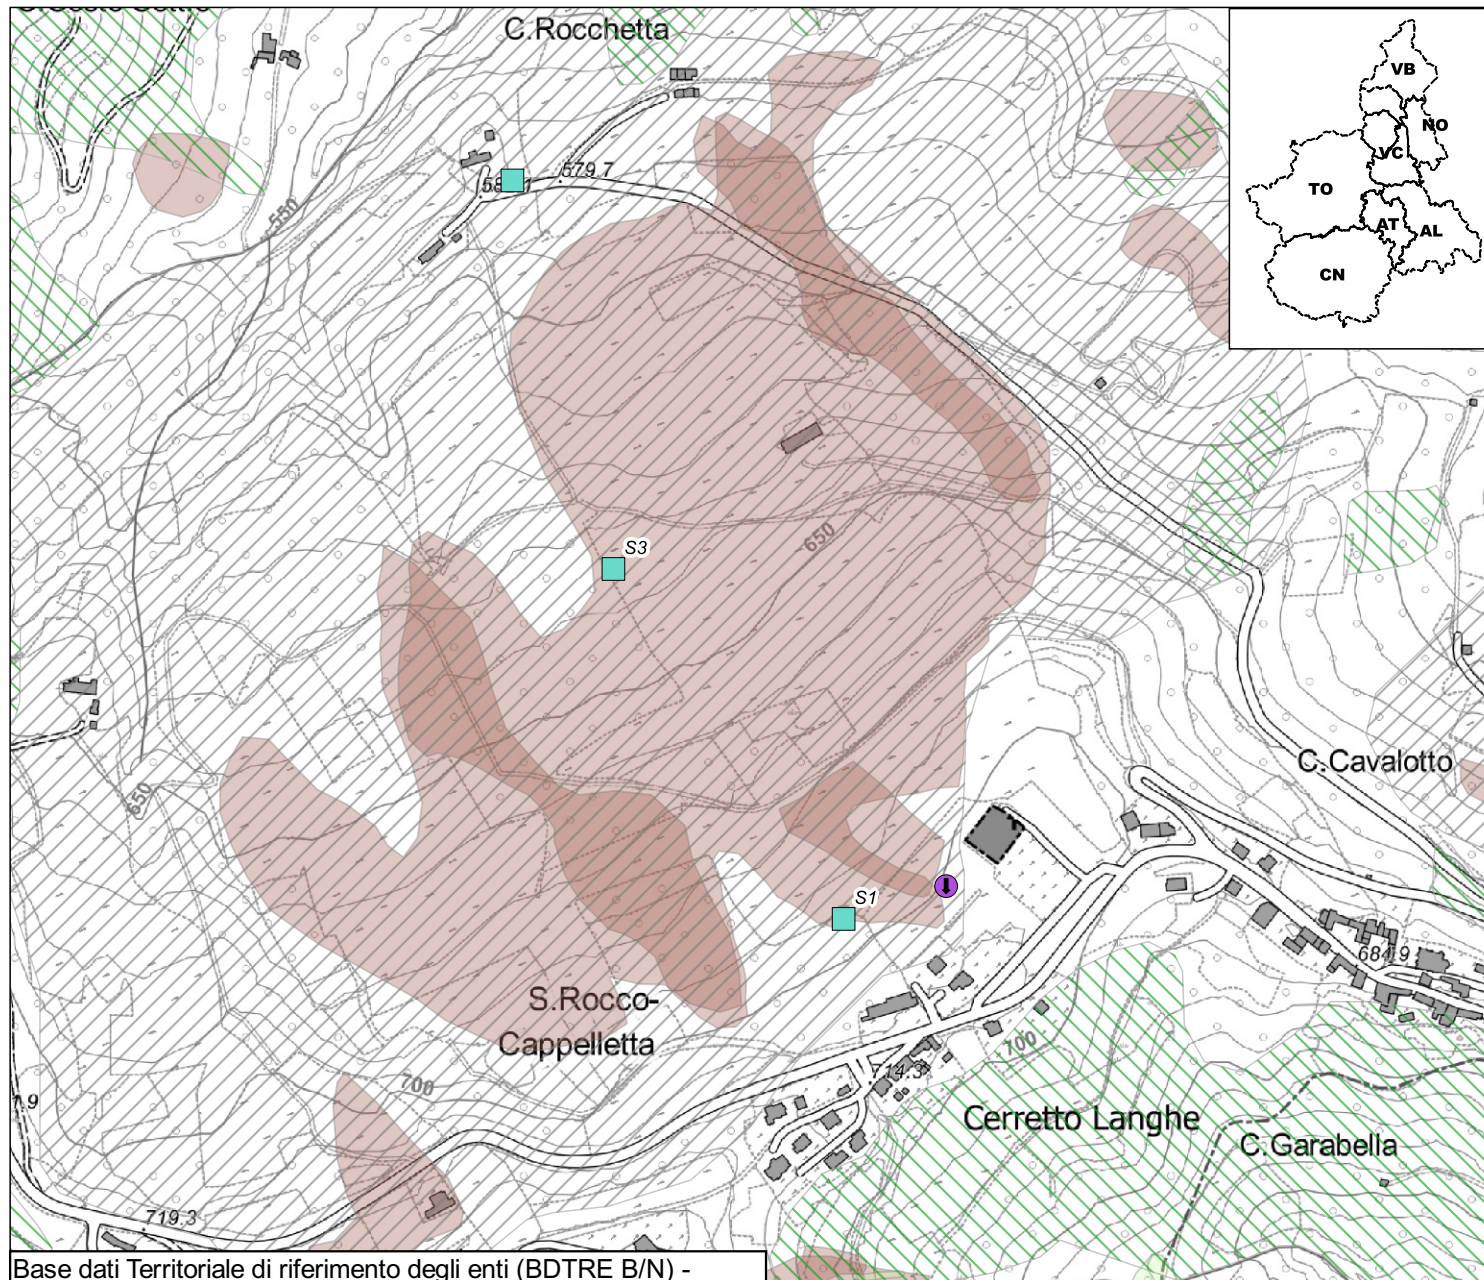 C.Rocchetta
VB
NO
VC
TO
AT
AL
CN
579.7
550
S3
650
C.Cavalotto
650
S1
684.9
S.Rocco-
Cappelletta
700
700
714.3
Cerretto Langhe
C.Garabella
719.3
Base dati Territoriale di riferimento degli enti (BDTRE B/N) -